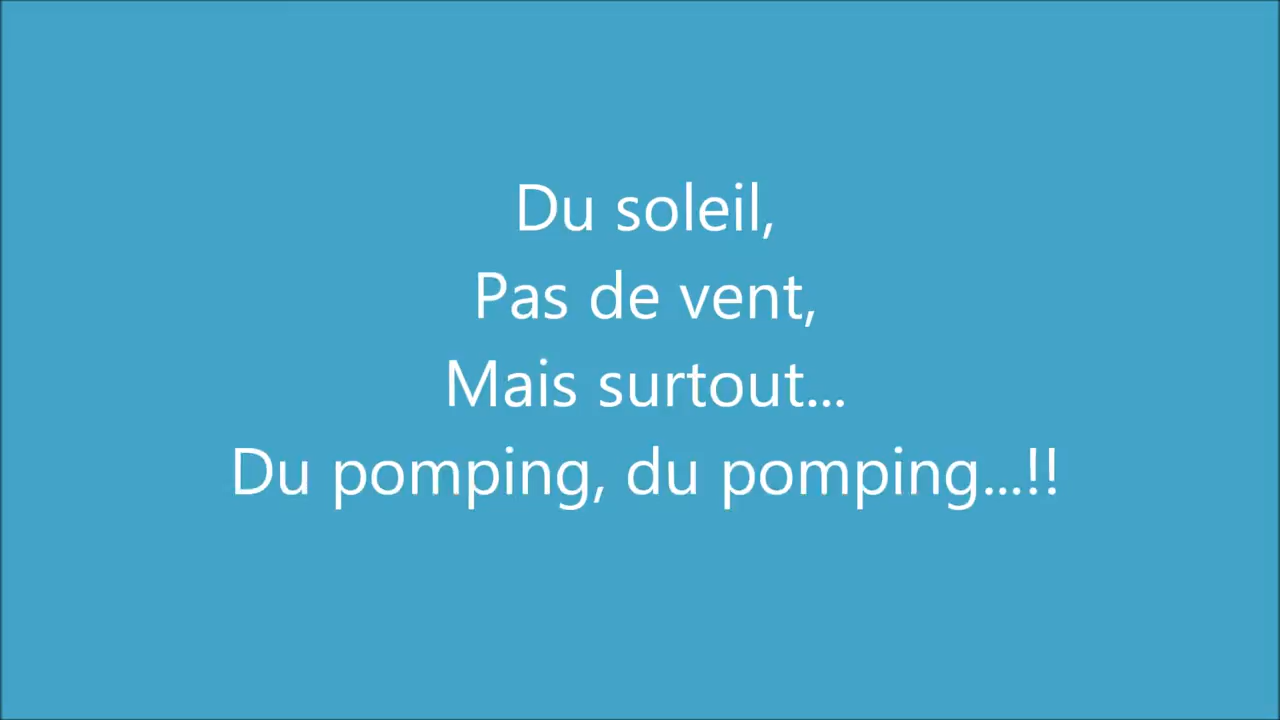 Du soleil,
Pas de vent,
Mais surtout...
Du pomping, du pomping...!!